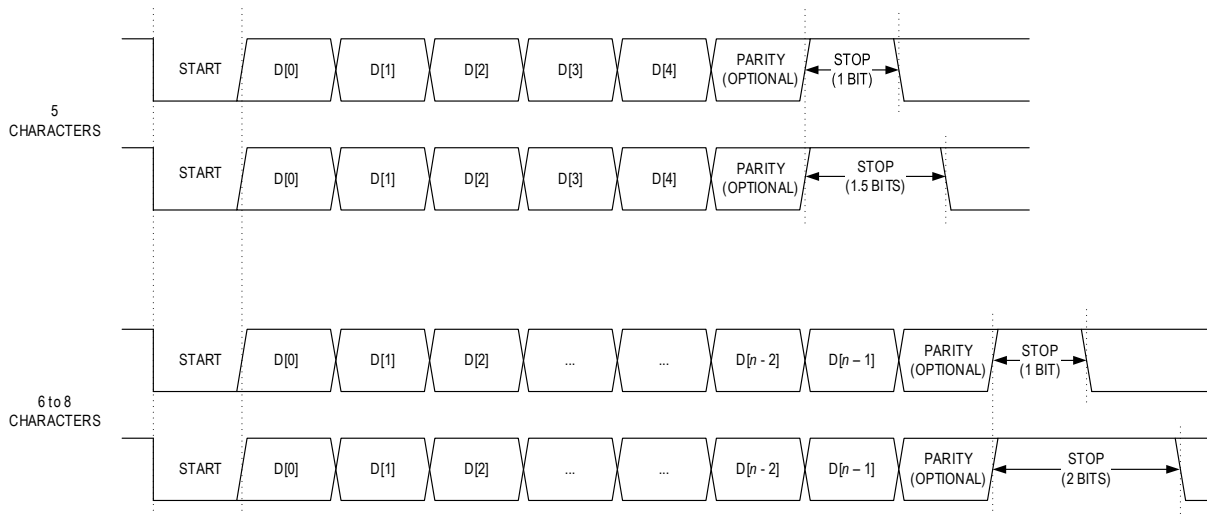 START D[0] D[1] D[2] D[3] D[4] PARITY (OPTIONAL) STOP (1 BIT)
5 CHARACTERS
START D[0] D[1] D[2] D[3] D[4] PARITY (OPTIONAL) STOP (1.5 BITS)
START D[0] D[1] D[2] ... ... D[n - 2] D[n – 1] PARITY (OPTIONAL) STOP (1 BIT)
6 to 8 CHARACTERS
START D[0] D[1] D[2] ... ... D[n - 2] D[n – 1] PARITY (OPTIONAL) STOP (2 BITS)